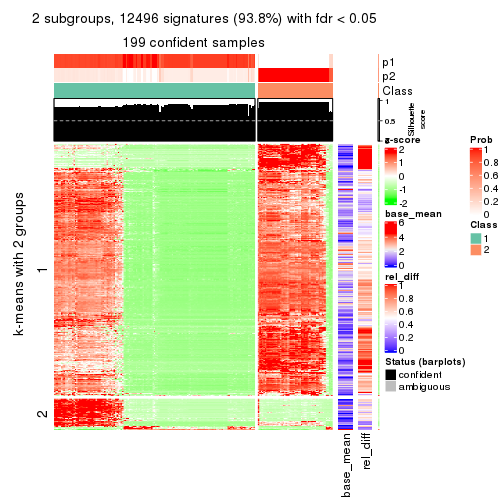 2 subgroups, 12496 signatures (93.8%) with fdr < 0.05
199 confident samples
p1
p2
Class
1
0.5
0
Silhouette
score
k-means with 2 groups
1
2
base_mean
rel_diff
z-score
2
1
0
-1
-2
base_mean
6
4
2
0
rel_diff
1
0.8
0.6
0.4
0.2
0
Status (barplots)
confident
ambiguous
Prob
1
0.8
0.6
0.4
0.2
0
Class
1
2